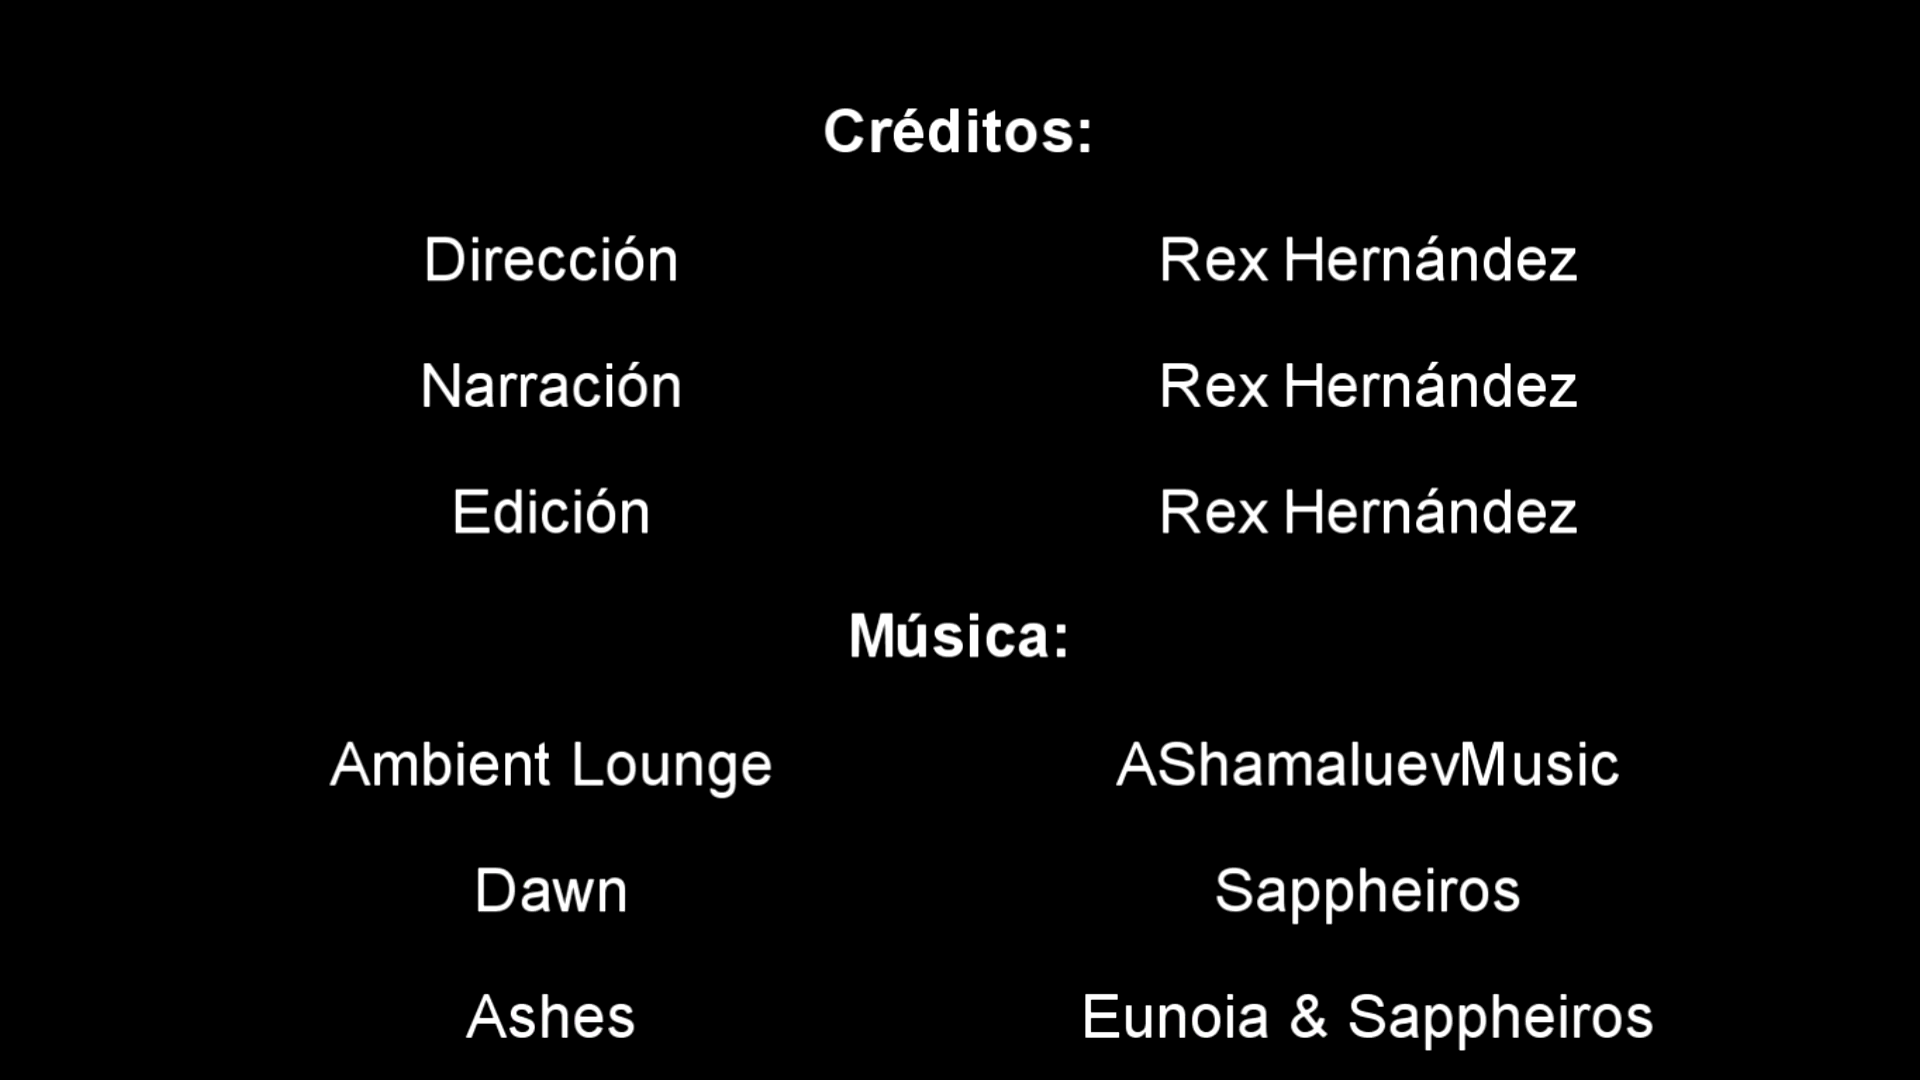 Créditos:
Dirección Rex Hernández
Narración Rex Hernández
Edición Rex Hernández
Música:
Ambient Lounge AShamaluevMusic
Dawn Sappheiros
Ashes Eunoia & Sappheiros